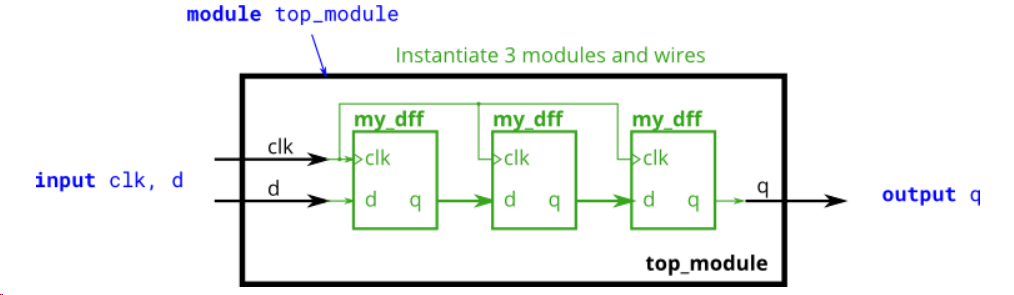 module top_module
Instantiate 3 modules and wires
my_dff my_dff my_dff
clk clk clk clk
input clk, d
d d q d q d q q
output q
top_module